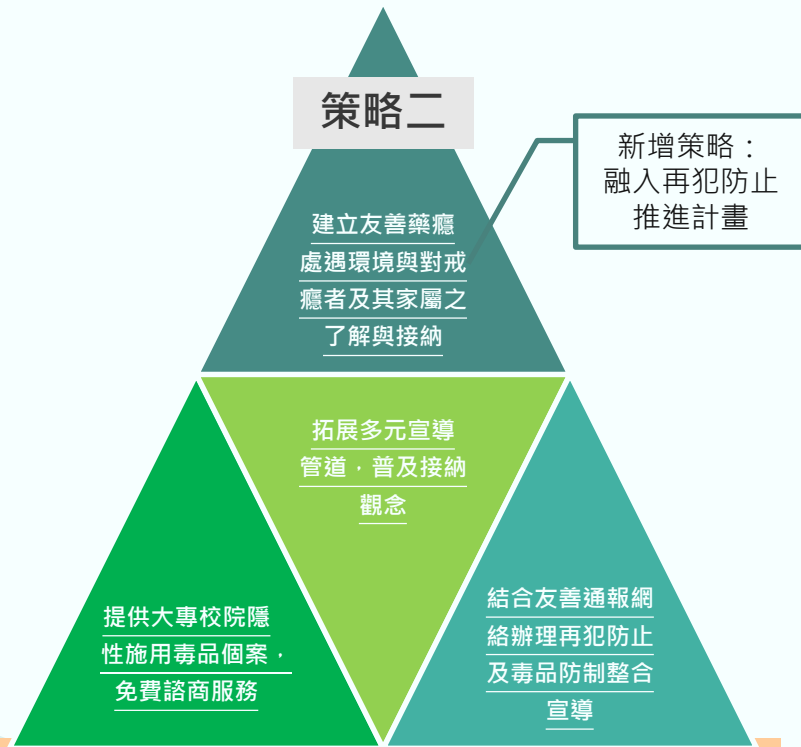 策略二
新增策略：
融入再犯防止
推進計畫
建立友善藥癮
處遇環境與對戒
癮者及其家屬之
了解與接納
拓展多元宣導
管道，普及接納
觀念
提供大專校院隱
性施用毒品個案，
免費諮商服務
結合友善通報網
絡辦理再犯防止
及毒品防制整合
宣導